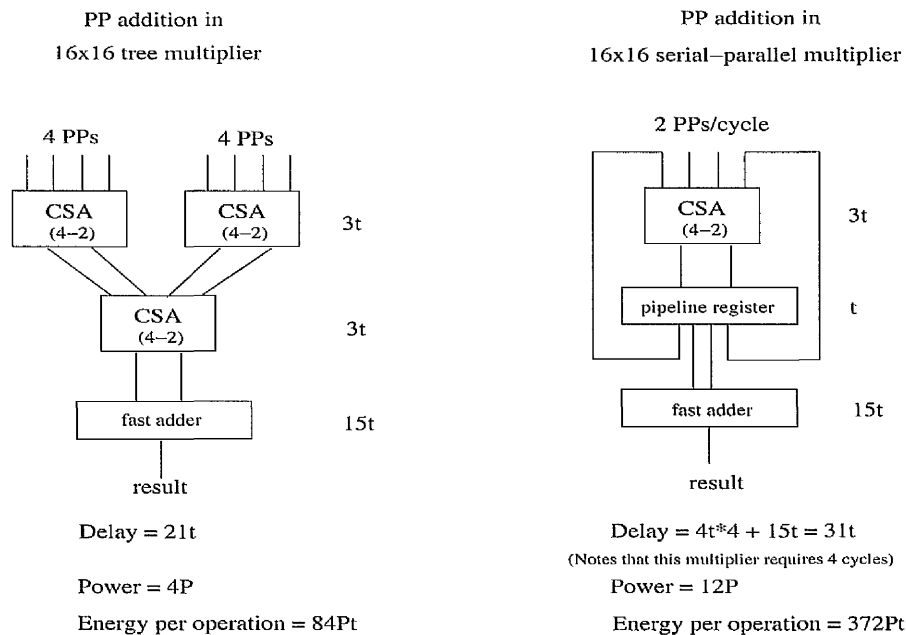 PP addition in
16x16 tree multiplier
4 PPs
4 PPs
CSA
(4–2)
CSA
(4–2)
3t
CSA
(4–2)
3t
fast adder
15t
result
Delay = 21t
Power = 4P
Energy per operation = 84Pt
PP addition in
16x16 serial–parallel multiplier
2 PPs/cycle
CSA
(4–2)
3t
pipeline register
t
fast adder
15t
result
Delay = 4t*4 + 15t = 31t
(Notes that this multiplier requires 4 cycles)
Power = 12P
Energy per operation = 372Pt